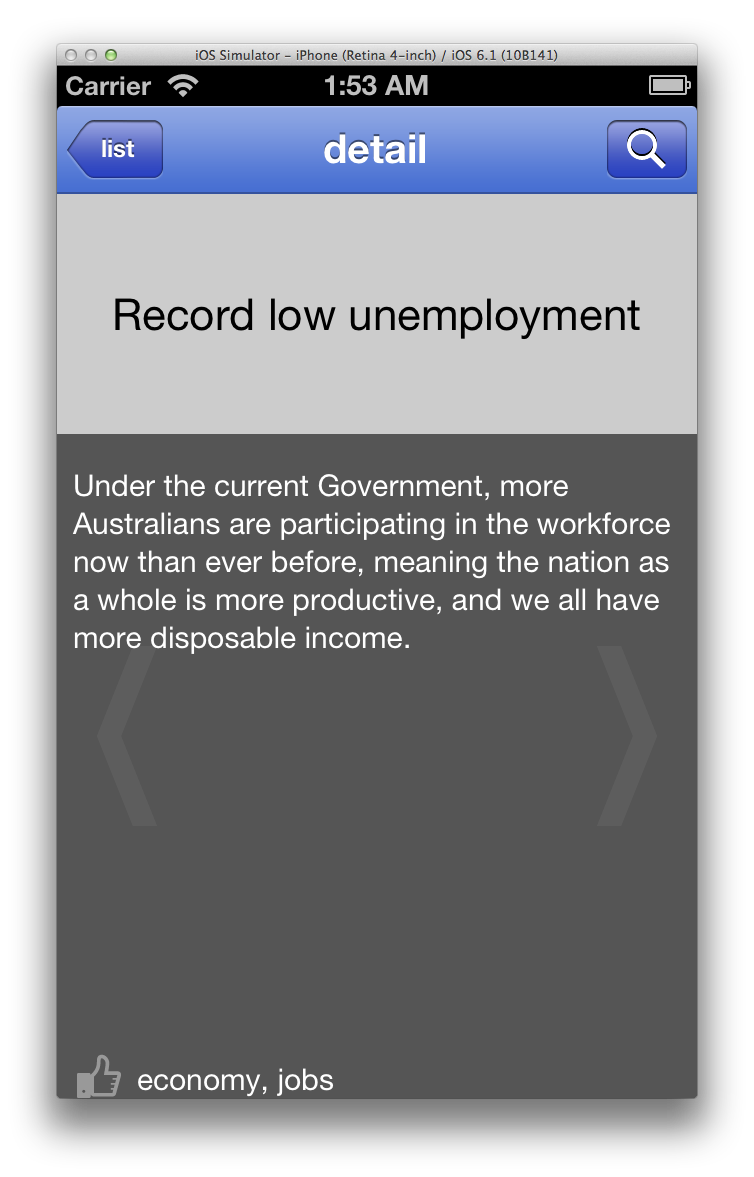 iOS Simulator – iPhone (Retina 4-inch) / iOS 6.1 (10B141)
Carrier 1:53 AM
list detail
Record low unemployment
Under the current Government, more
Australians are participating in the workforce
now than ever before, meaning the nation as
a whole is more productive, and we all have
more disposable income.
economy, jobs